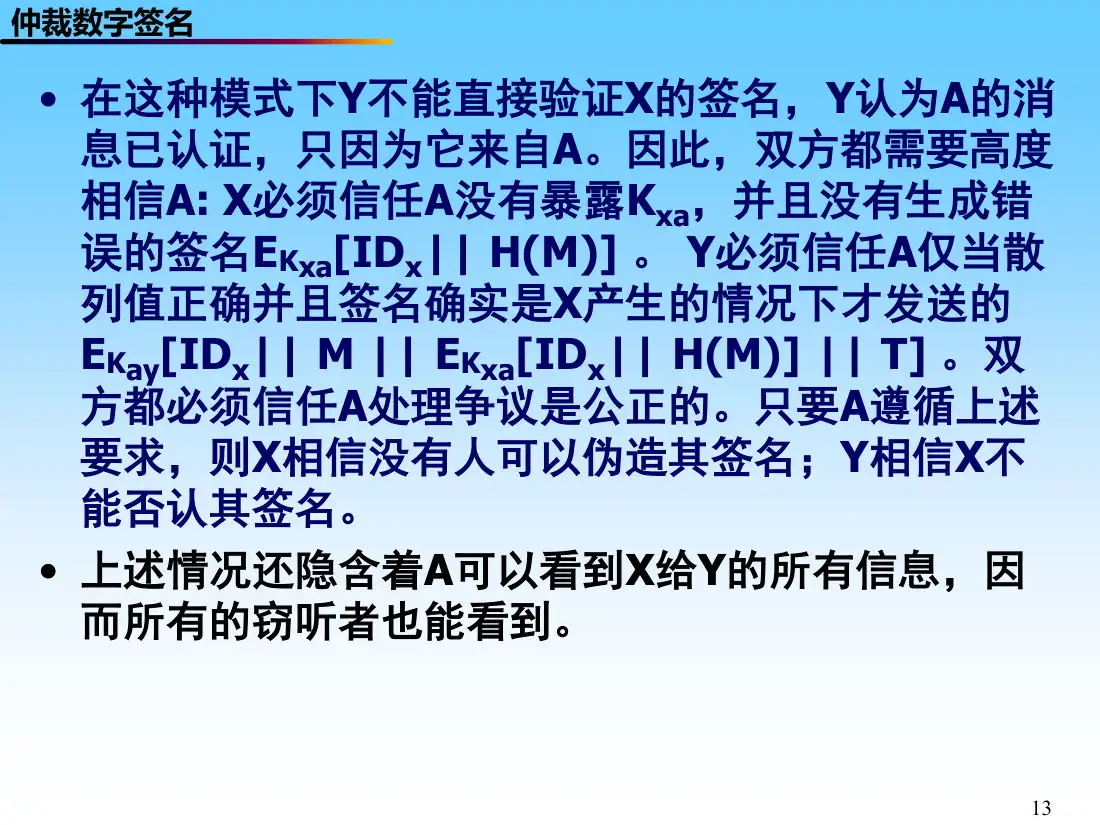 仲裁数字签名
• 在这种模式下Y不能直接验证X的签名，Y认为A的消
息已认证，只因为它来自A。因此，双方都需要高度
相信A: X必须信任A没有暴露Kxa，并且没有生成错
误的签名EKxa[IDx|| H(M)] 。 Y必须信任A仅当散
列值正确并且签名确实是X产生的情况下才发送的
EKay[IDx|| M || EKxa[IDx|| H(M)] || T] 。双
方都必须信任A处理争议是公正的。只要A遵循上述
要求，则X相信没有人可以伪造其签名；Y相信X不
能否认其签名。
• 上述情况还隐含着A可以看到X给Y的所有信息，因
而所有的窃听者也能看到。
13